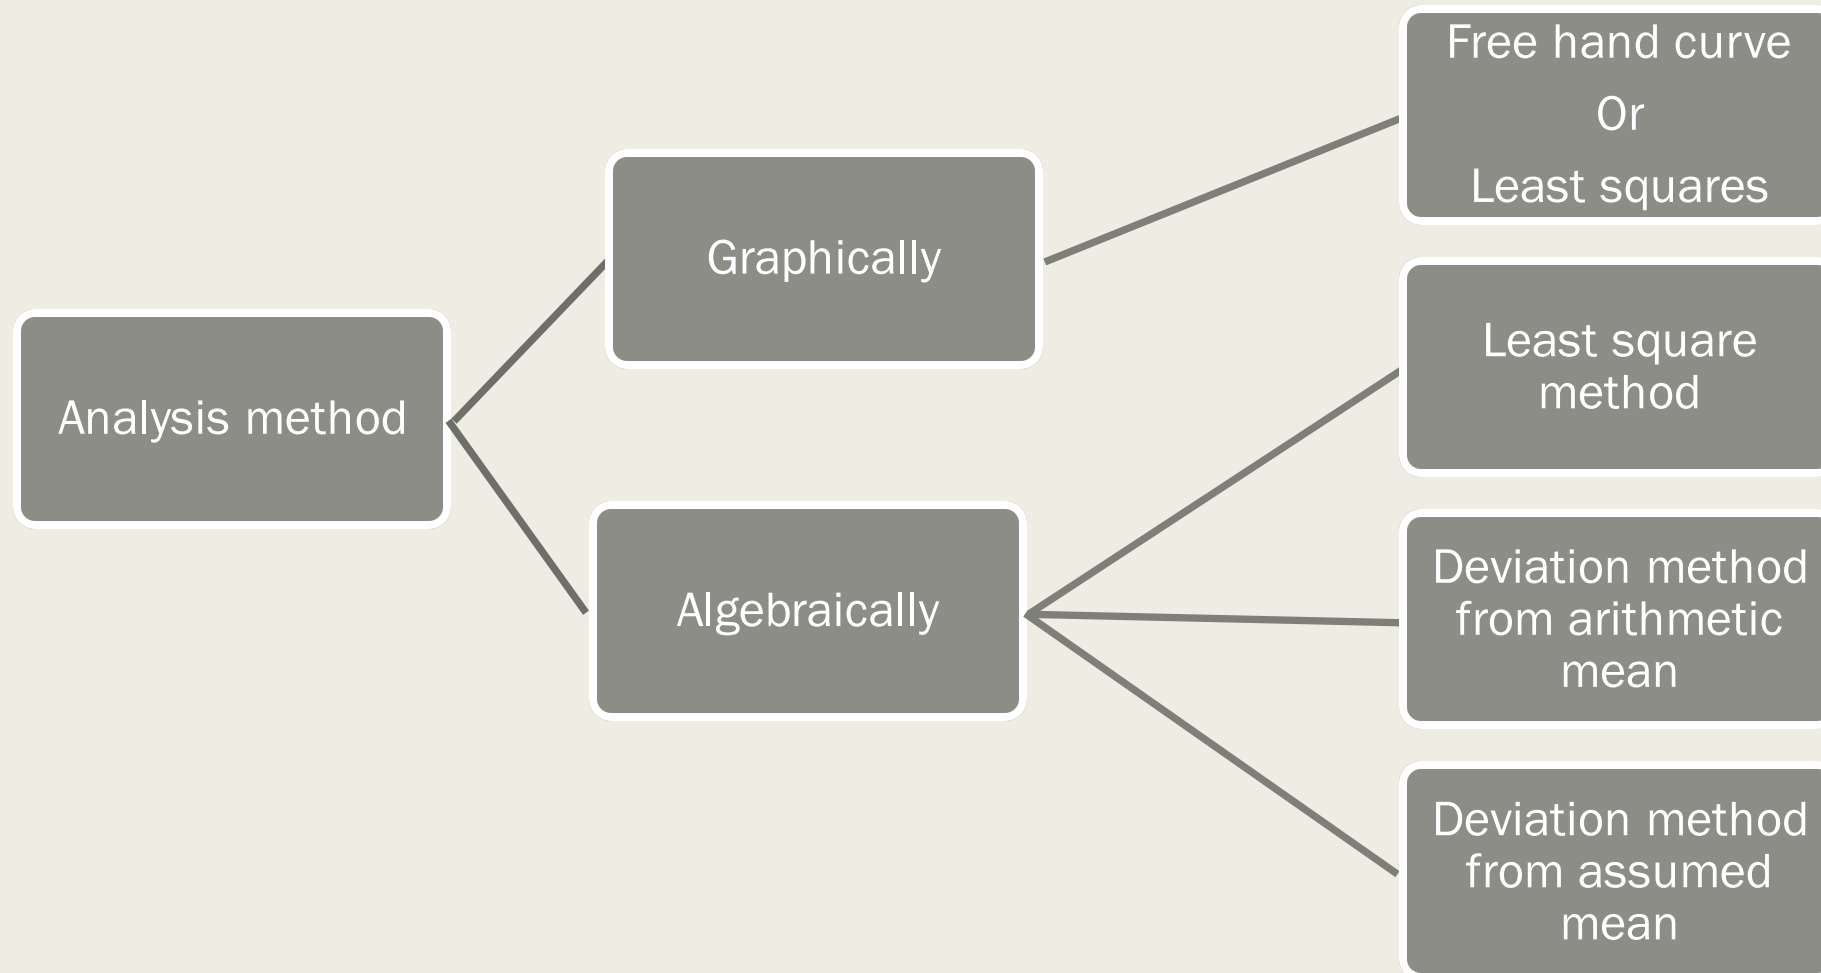 Analysis method
Graphically
Algebraically
Free hand curve
Or
Least squares
Least square
method
Deviation method
from arithmetic
mean
Deviation method
from assumed
mean